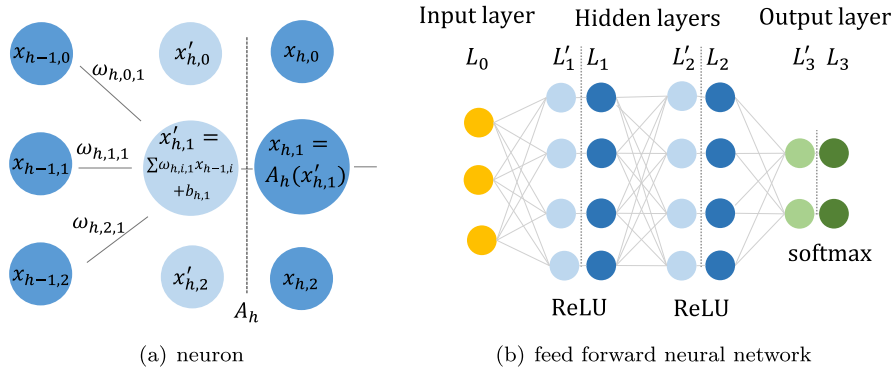 x_{h-1,0}
x'_{h,0}
x_{h,0}
ω_{h,0,1}
x_{h-1,1}
ω_{h,1,1}
x'_{h,1} =
∑ω_{h,i,1}x_{h-1,i}
+b_{h,1}
x_{h,1} =
A_h(x'_{h,1})
ω_{h,2,1}
x_{h-1,2}
x'_{h,2}
x_{h,2}
A_h
(a) neuron
Input layer
Hidden layers
Output layer
L_0
L'_1
L_1
L'_2
L_2
L'_3
L_3
softmax
ReLU
ReLU
(b) feed forward neural network